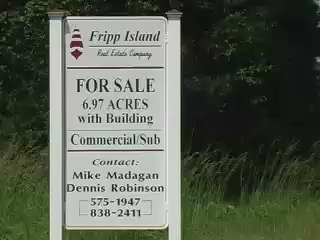 Fripp Island
Real Estate Company
FOR SALE
6.97 ACRES
with Building
Commercial/Sub
Contact:
Mike Madagan
Dennis Robinson
575-1947
838-2411